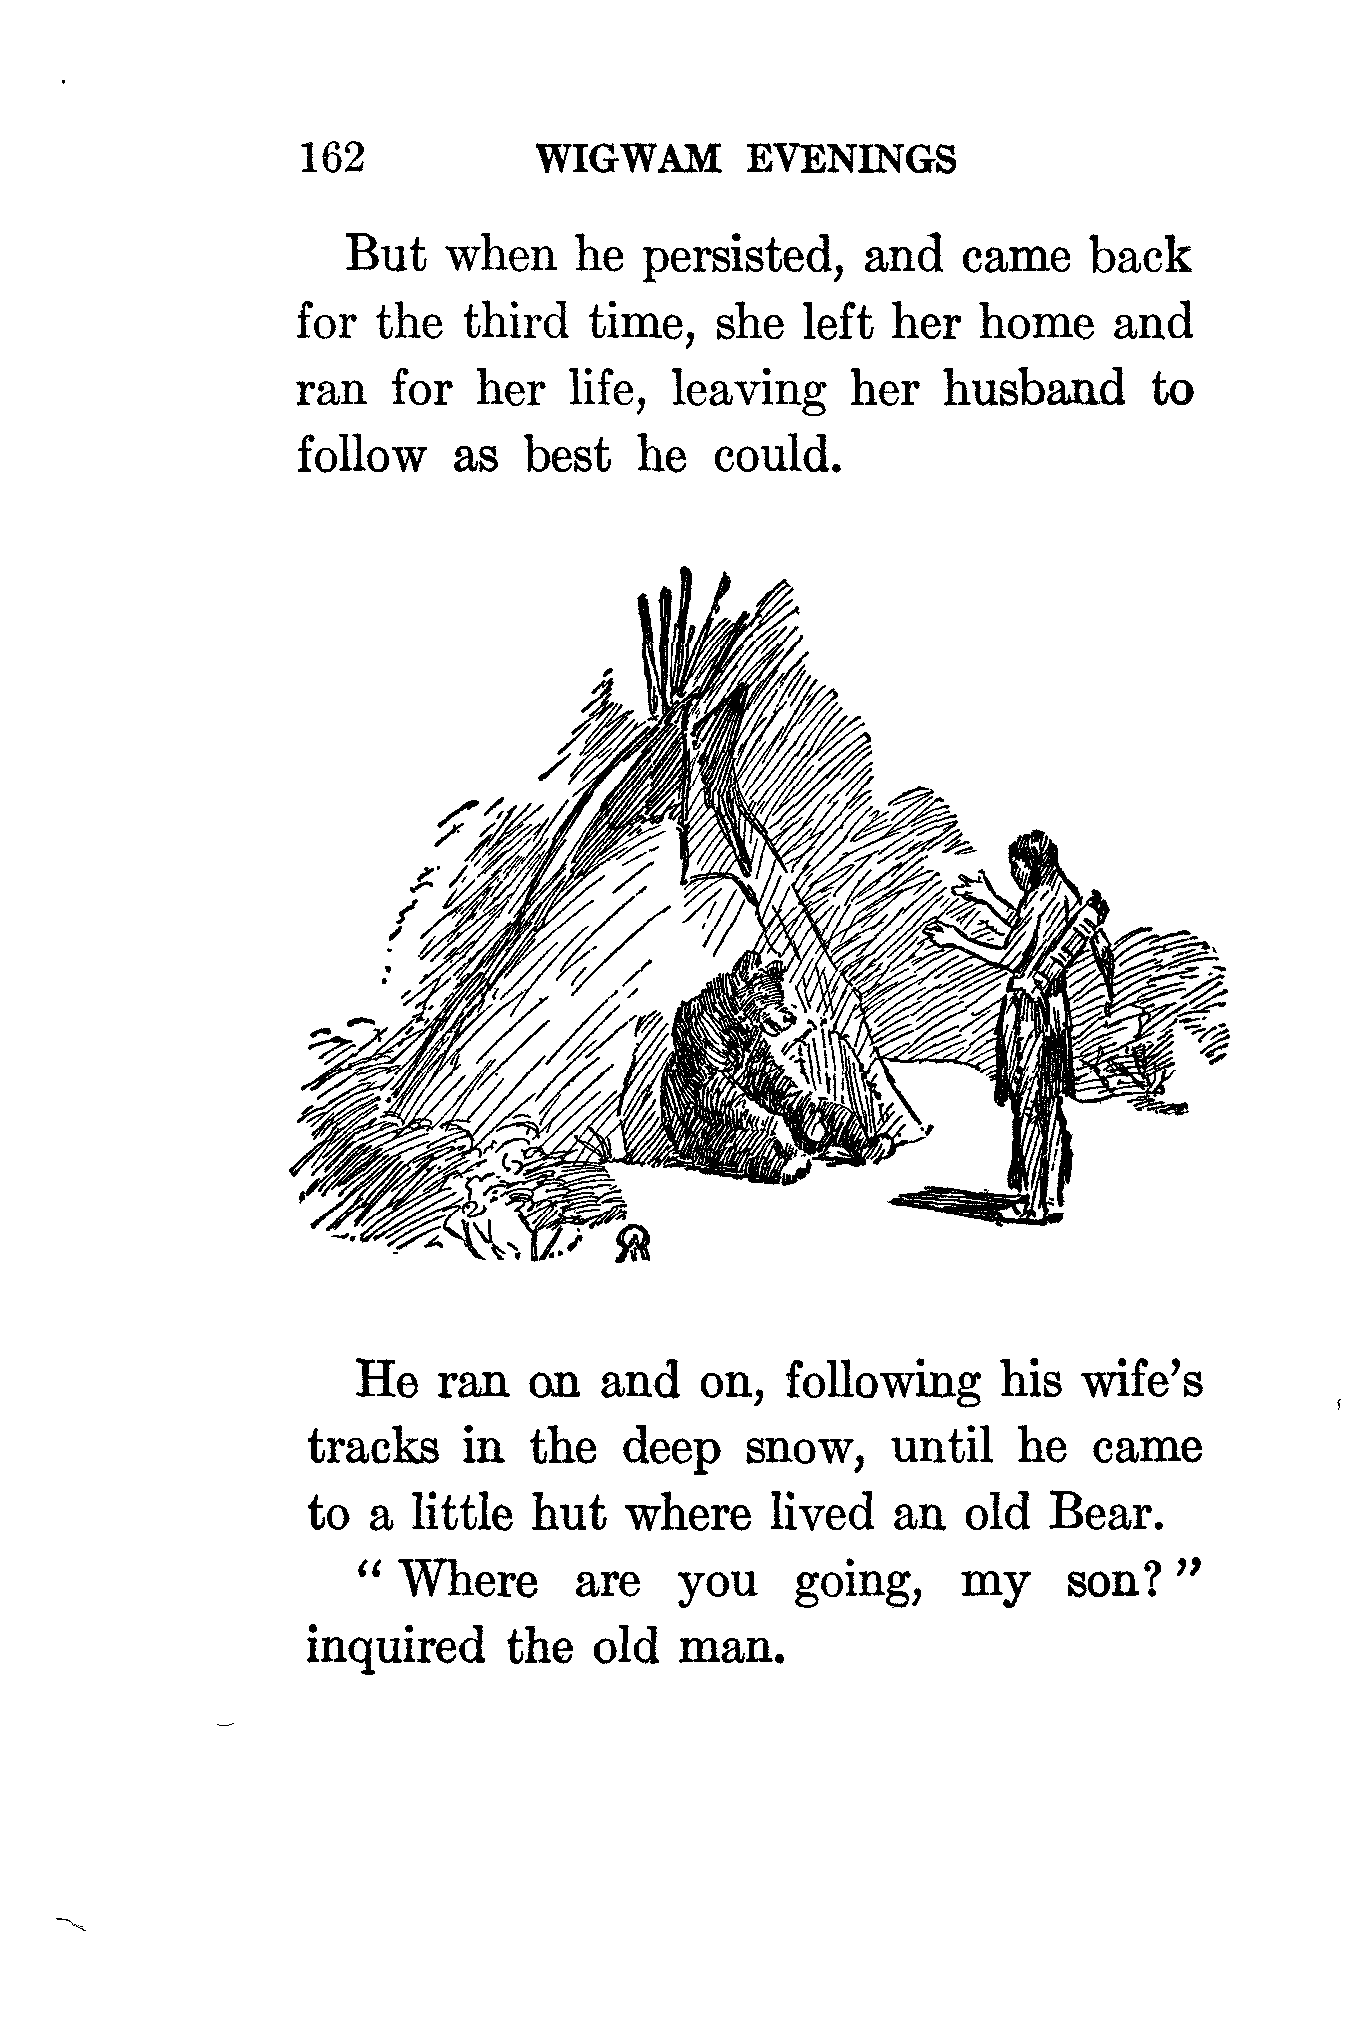 162 WIGWAM EVENINGS
But when he persisted, and came back
for the third time, she left her home and
ran for her life, leaving her husband to
follow as best he could.
He ran on and on, following his wife's
tracks in the deep snow, until he came
to a little hut where lived an old Bear.
" Where are you going, my son? "
inquired the old man.